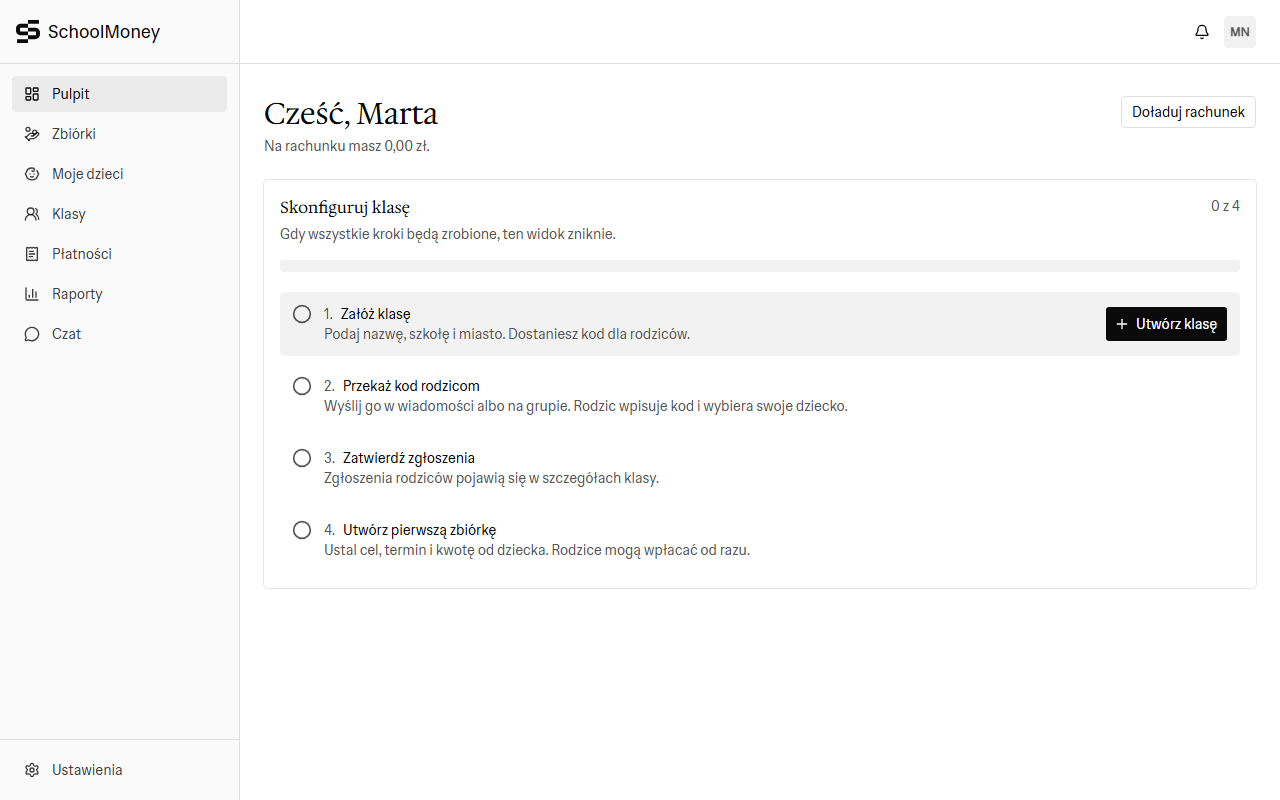 SchoolMoney
MN
Pulpit
Zbiórki
Moje dzieci
Klasy
Płatności
Raporty
Czat
Ustawienia
Cześć, Marta
Doładuj rachunek
Na rachunku masz 0,00 zł.
Skonfiguruj klasę
0 z 4
Gdy wszystkie kroki będą zrobione, ten widok zniknie.
1. Załóż klasę
Podaj nazwę, szkołę i miasto. Dostaniesz kod dla rodziców.
Utwórz klasę
2. Przekaż kod rodzicom
Wyślij go w wiadomości albo na grupie. Rodzic wpisuje kod i wybiera swoje dziecko.
3. Zatwierdź zgłoszenia
Zgłoszenia rodziców pojawią się w szczegółach klasy.
4. Utwórz pierwszą zbiórkę
Ustal cel, termin i kwotę od dziecka. Rodzice mogą wpłacać od razu.